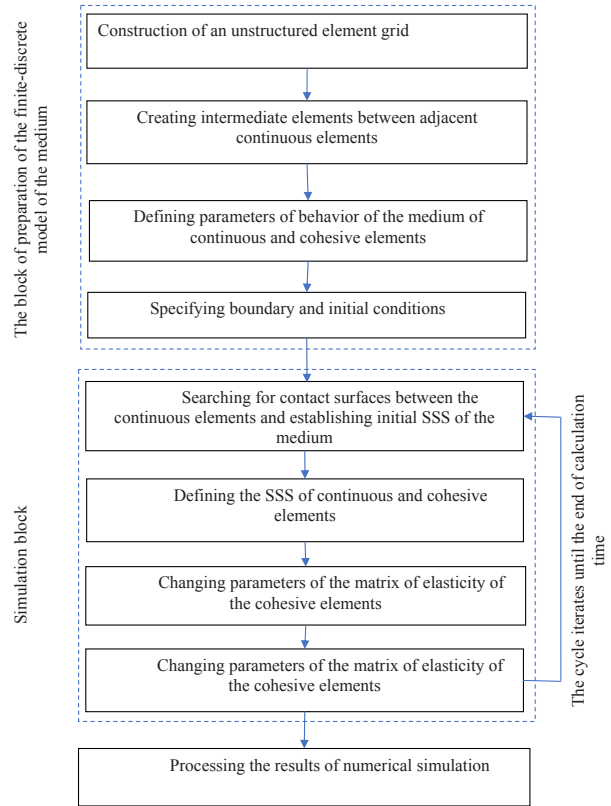 The block of preparation of the finite-discrete
model of the medium
Construction of an unstructured element grid
Creating intermediate elements between adjacent
continuous elements
Defining parameters of behavior of the medium of
continuous and cohesive elements
Specifying boundary and initial conditions
Simulation block
Searching for contact surfaces between the
continuous elements and establishing initial SSS of the
medium
Defining the SSS of continuous and cohesive
elements
Changing parameters of the matrix of elasticity of
the cohesive elements
Changing parameters of the matrix of elasticity of
the cohesive elements
The cycle iterates until the end of calculation
time
Processing the results of numerical simulation